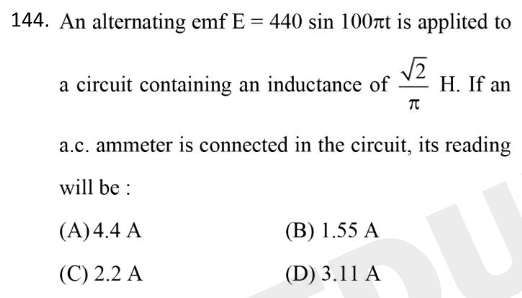 144. An alternating emf E = 440 sin 100πt is applited to
a circuit containing an inductance of √2/π H. If an
a.c. ammeter is connected in the circuit, its reading
will be :
(A) 4.4 A (B) 1.55 A
(C) 2.2 A (D) 3.11 A
DU